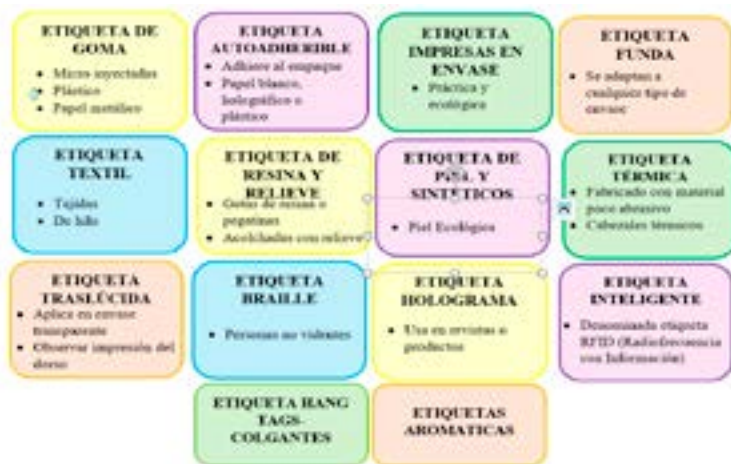 ETIQUETA DE
GOMA
• Micro inyectadas
• Plástico
• Papel metálico
ETIQUETA
AUTOADHERIBLE
• Adhiere al empaque
• Papel blanco,
holográfico o
plástico
ETIQUETA
IMPRESAS EN
ENVASE
• Práctica y
ecológica
ETIQUETA
FUNDA
• Se adaptan a
cualquier tipo de
envase
ETIQUETA
TEXTIL
• Tejidas
• De hilo
ETIQUETA DE
RESINA Y
RELIEVE
• Gotas de resina o
pegatinas
• Acolchados con relieve
ETIQUETA DE
PIEL Y
SINTÉTICOS
• Piel Ecológica
ETIQUETA
TÉRMICA
• Fabricado con material
poco abrasivo
• Cabezales térmicos
ETIQUETA
TRASLÚCIDA
• Aplica en envase
transparente
• Observar impresión del
dorso
ETIQUETA
BRAILLE
• Personas no videntes
ETIQUETA
HOLOGRAMA
• Usa en revistas o
productos
ETIQUETA
INTELIGENTE
• Denominada etiqueta
RFID (Radiofrecuencia
con Información)
ETIQUETA HANG
TAGS-
COLGANTES
ETIQUETAS
AROMATICAS